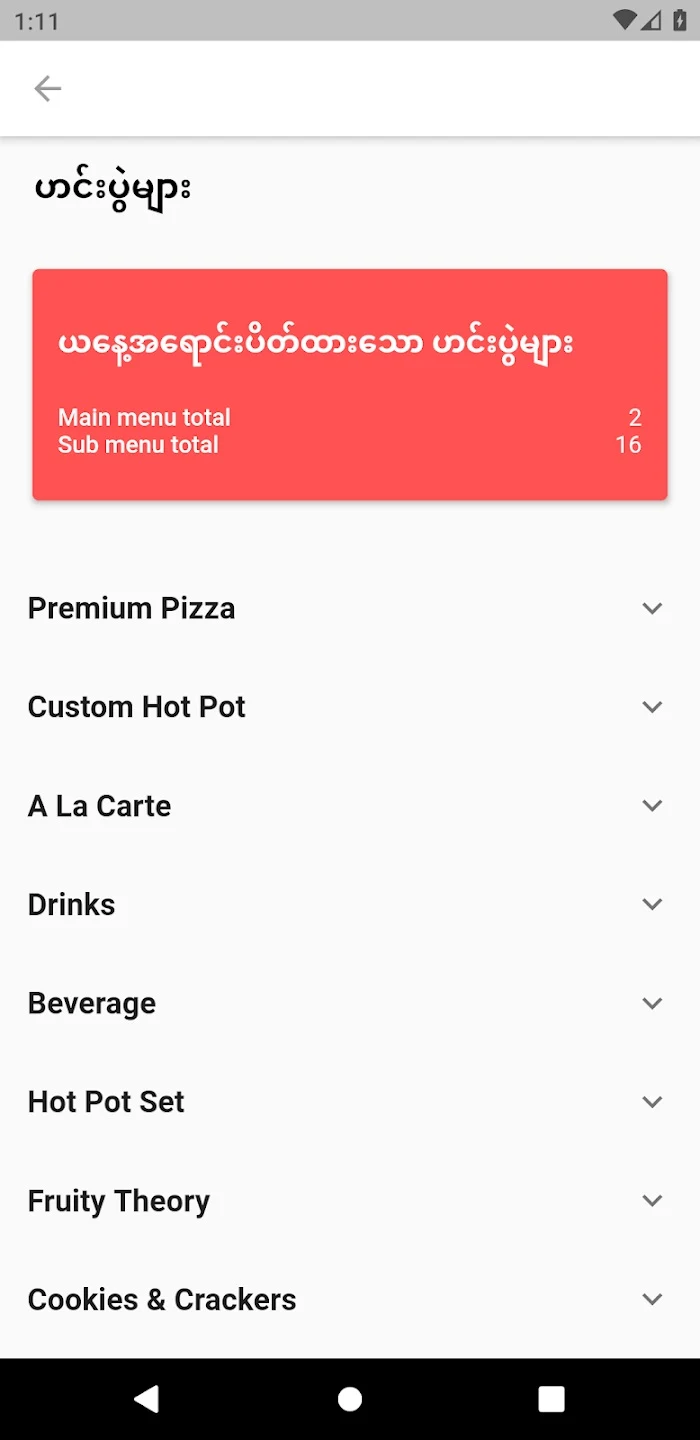 1:11
ဟင်းပွဲများ
ယနေ့အရောင်းပိတ်ထားသော ဟင်းပွဲများ
Main menu total 2
Sub menu total 16
Premium Pizza
Custom Hot Pot
A La Carte
Drinks
Beverage
Hot Pot Set
Fruity Theory
Cookies & Crackers